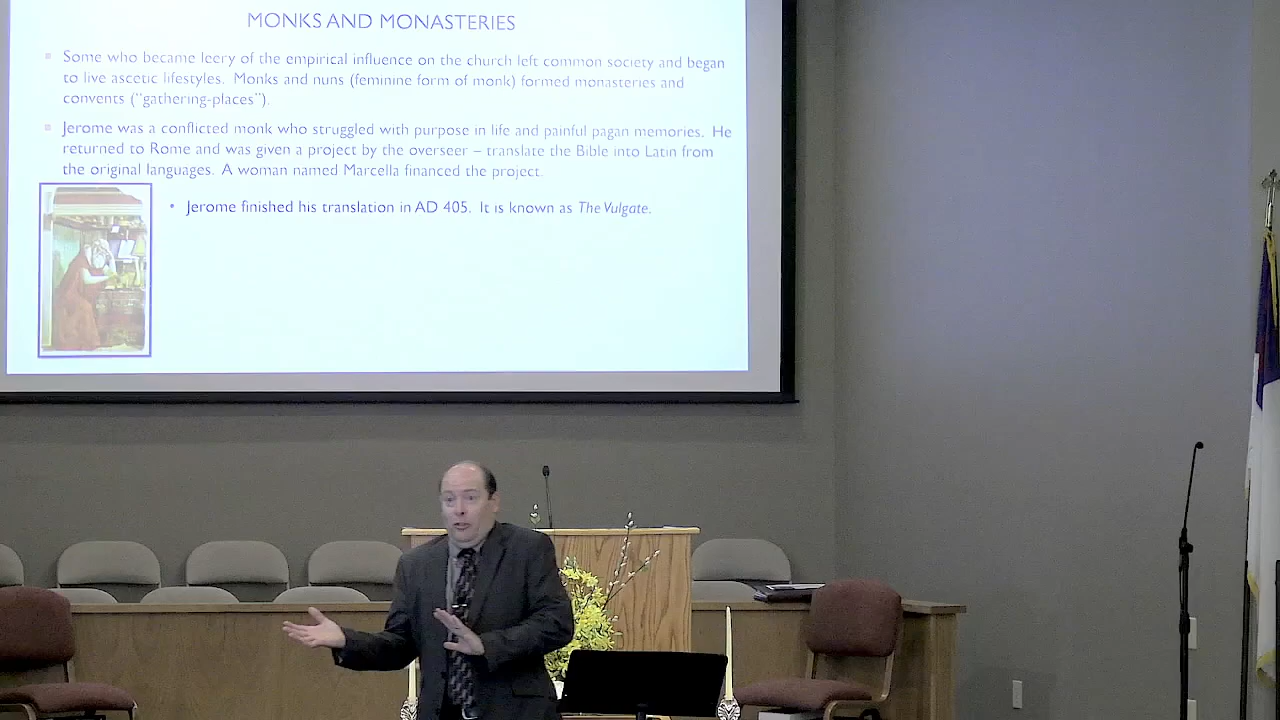 MONKS AND MONASTERIES
Some who became leery of the empirical influence on the church left common society and began
to live ascetic lifestyles. Monks and nuns (feminine form of monk) formed monasteries and
convents ("gathering-places").
Jerome was a conflicted monk who struggled with purpose in life and painful pagan memories. He
returned to Rome and was given a project by the overseer – translate the Bible into Latin from
the original languages. A woman named Marcella financed the project.
• Jerome finished his translation in AD 405. It is known as The Vulgate.